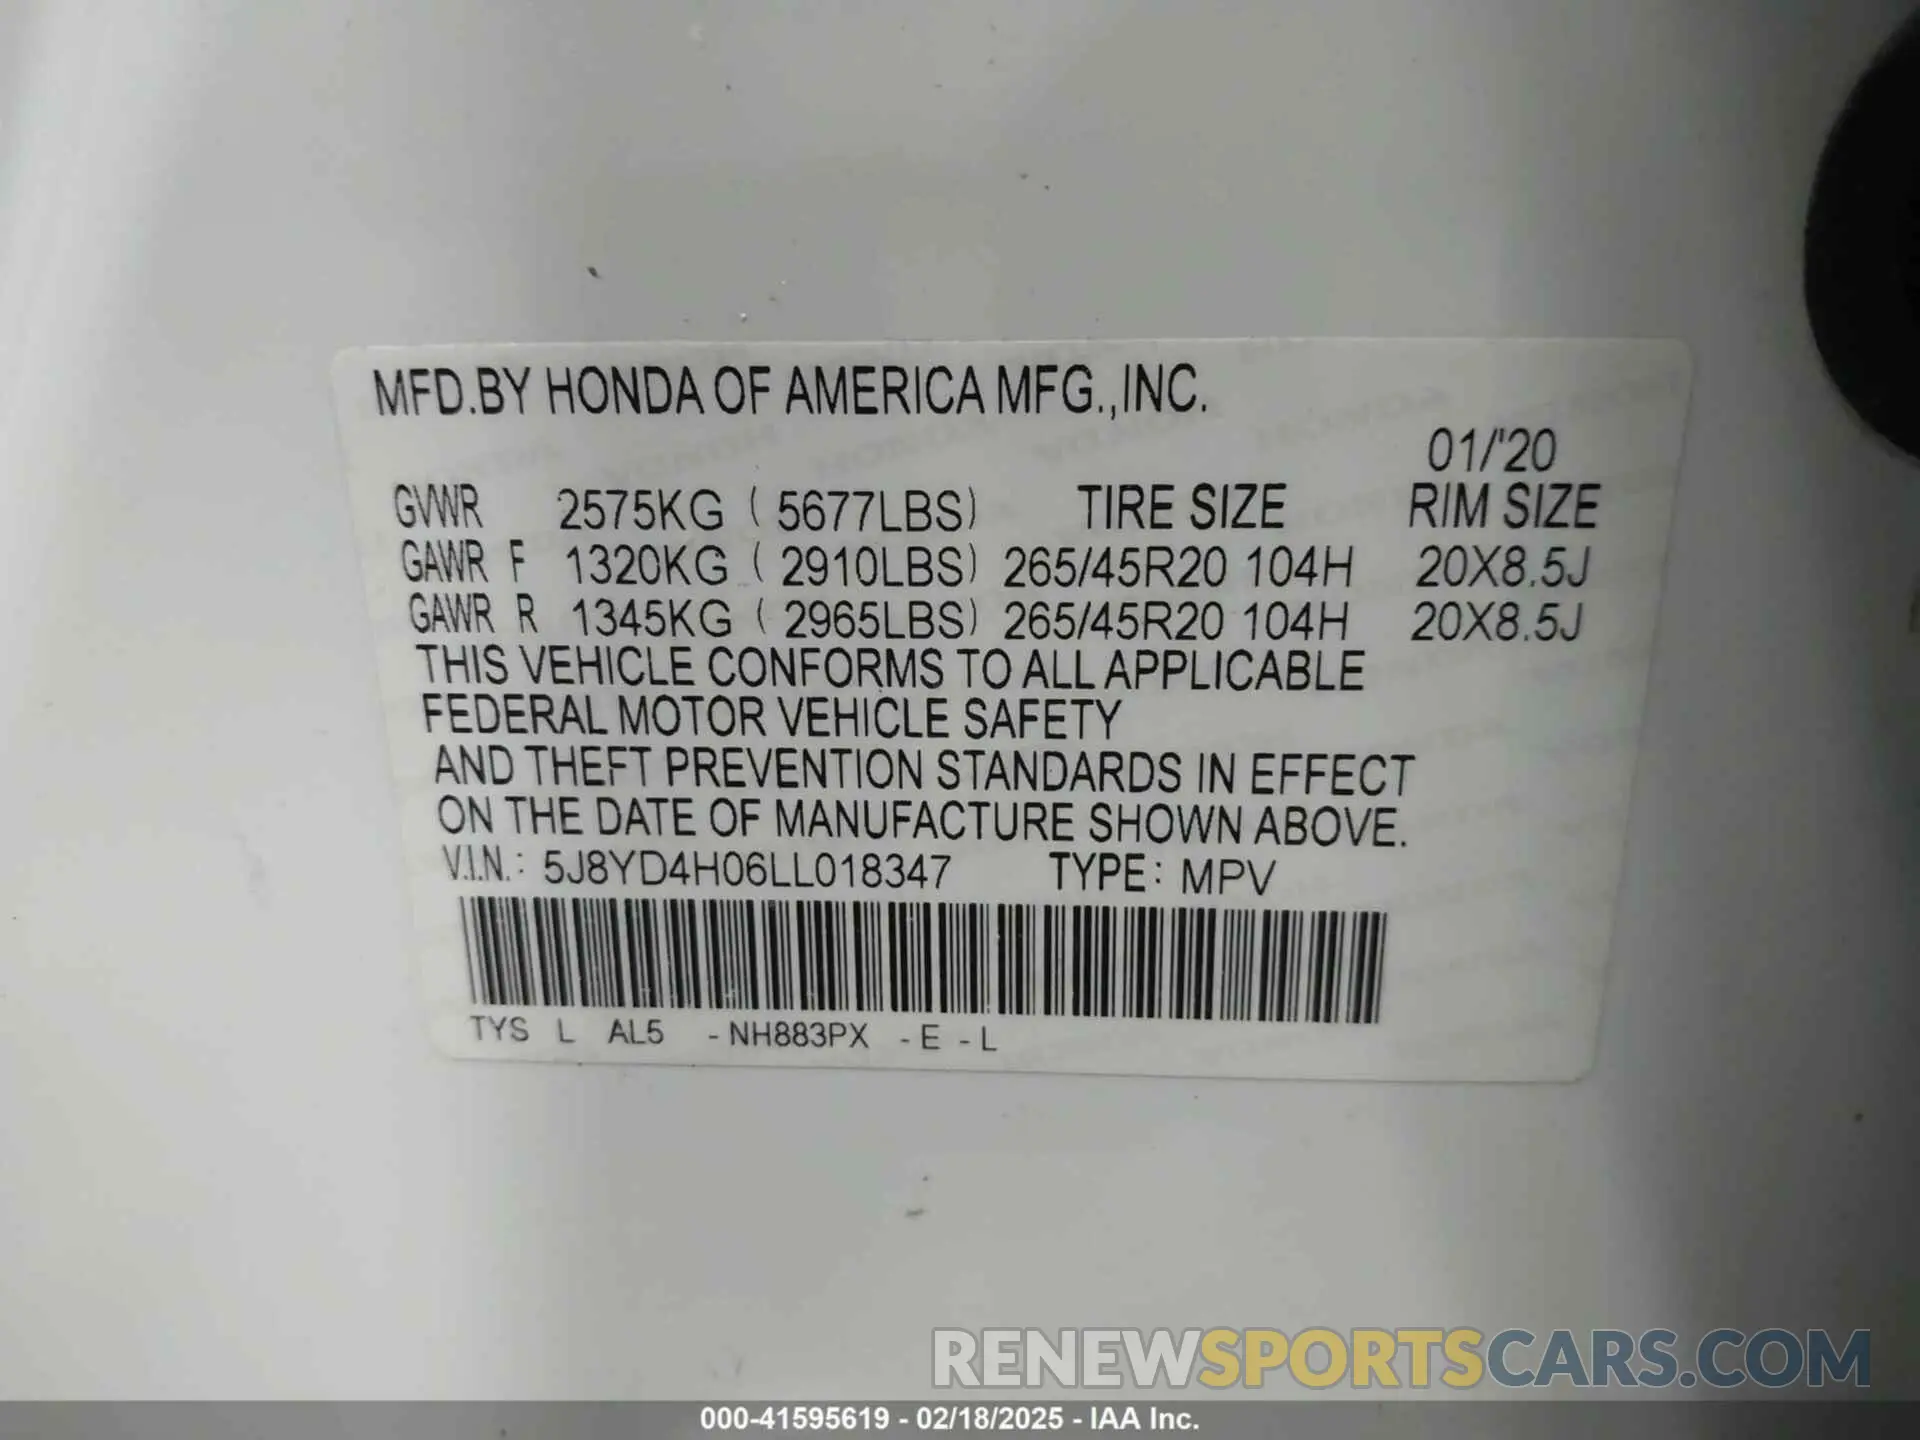 MFD.BY HONDA OF AMERICA MFG.,INC.
01/'20
GVWR 2575KG ( 5677LBS) TIRE SIZE RIM SIZE
GAWR F 1320KG ( 2910LBS) 265/45R20 104H 20X8.5J
GAWR R 1345KG ( 2965LBS) 265/45R20 104H 20X8.5J
THIS VEHICLE CONFORMS TO ALL APPLICABLE
FEDERAL MOTOR VEHICLE SAFETY
AND THEFT PREVENTION STANDARDS IN EFFECT
ON THE DATE OF MANUFACTURE SHOWN ABOVE.
V.I.N.: 5J8YD4H06LL018347 TYPE: MPV
TYS L AL5 -NH883PX -E -L
RENEWSPORTSCARS.COM
000-41595619 - 02/18/2025 - IAA Inc.